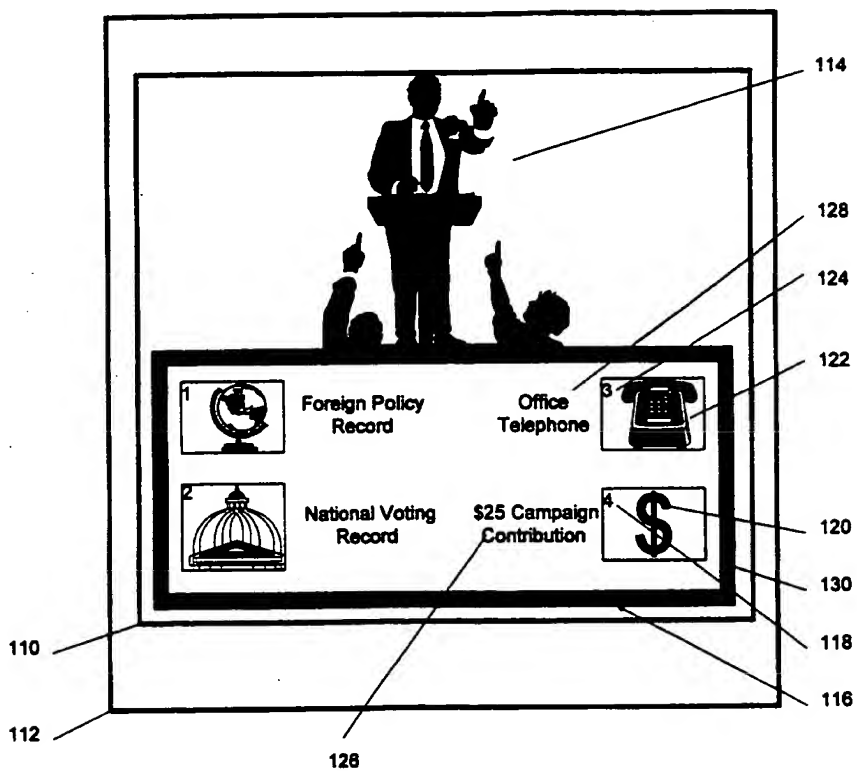 114
128
124
122
1
Foreign Policy
Record
Office
Telephone
3
2
National Voting
Record
$25 Campaign
Contribution
4
$
120
130
118
116
110
112
126